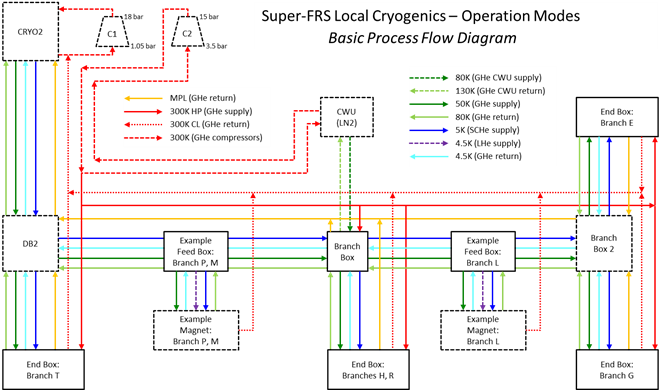 Super-FRS Local Cryogenics – Operation Modes
Basic Process Flow Diagram
CRYO2
18 bar
C1
1.05 bar
15 bar
C2
3.5 bar
MPL (GHe return)
300K HP (GHe supply)
300K CL (GHe return)
300K (GHe compressors)
CWU
(LN2)
80K (GHe CWU supply)
130K (GHe CWU return)
50K (GHe supply)
80K (GHe return)
5K (SCHe supply)
4.5K (LHe supply)
4.5K (GHe return)
End Box:
Branch E
DB2
Example
Feed Box:
Branch P, M
Branch
Box
Example
Feed Box:
Branch L
Branch
Box 2
Example
Magnet:
Branch P, M
Example
Magnet:
Branch L
End Box:
Branch T
End Box:
Branches H, R
End Box:
Branch G